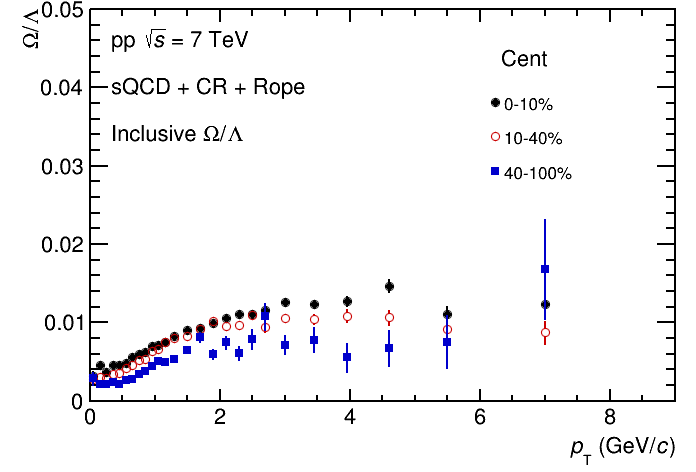 Ω/Λ
0.05
0.04
0.03
0.02
0.01
0
pp √s = 7 TeV
sQCD + CR + Rope
Inclusive Ω/Λ
Cent
0-10%
10-40%
40-100%
0 2 4 6 8
p_T (GeV/c)